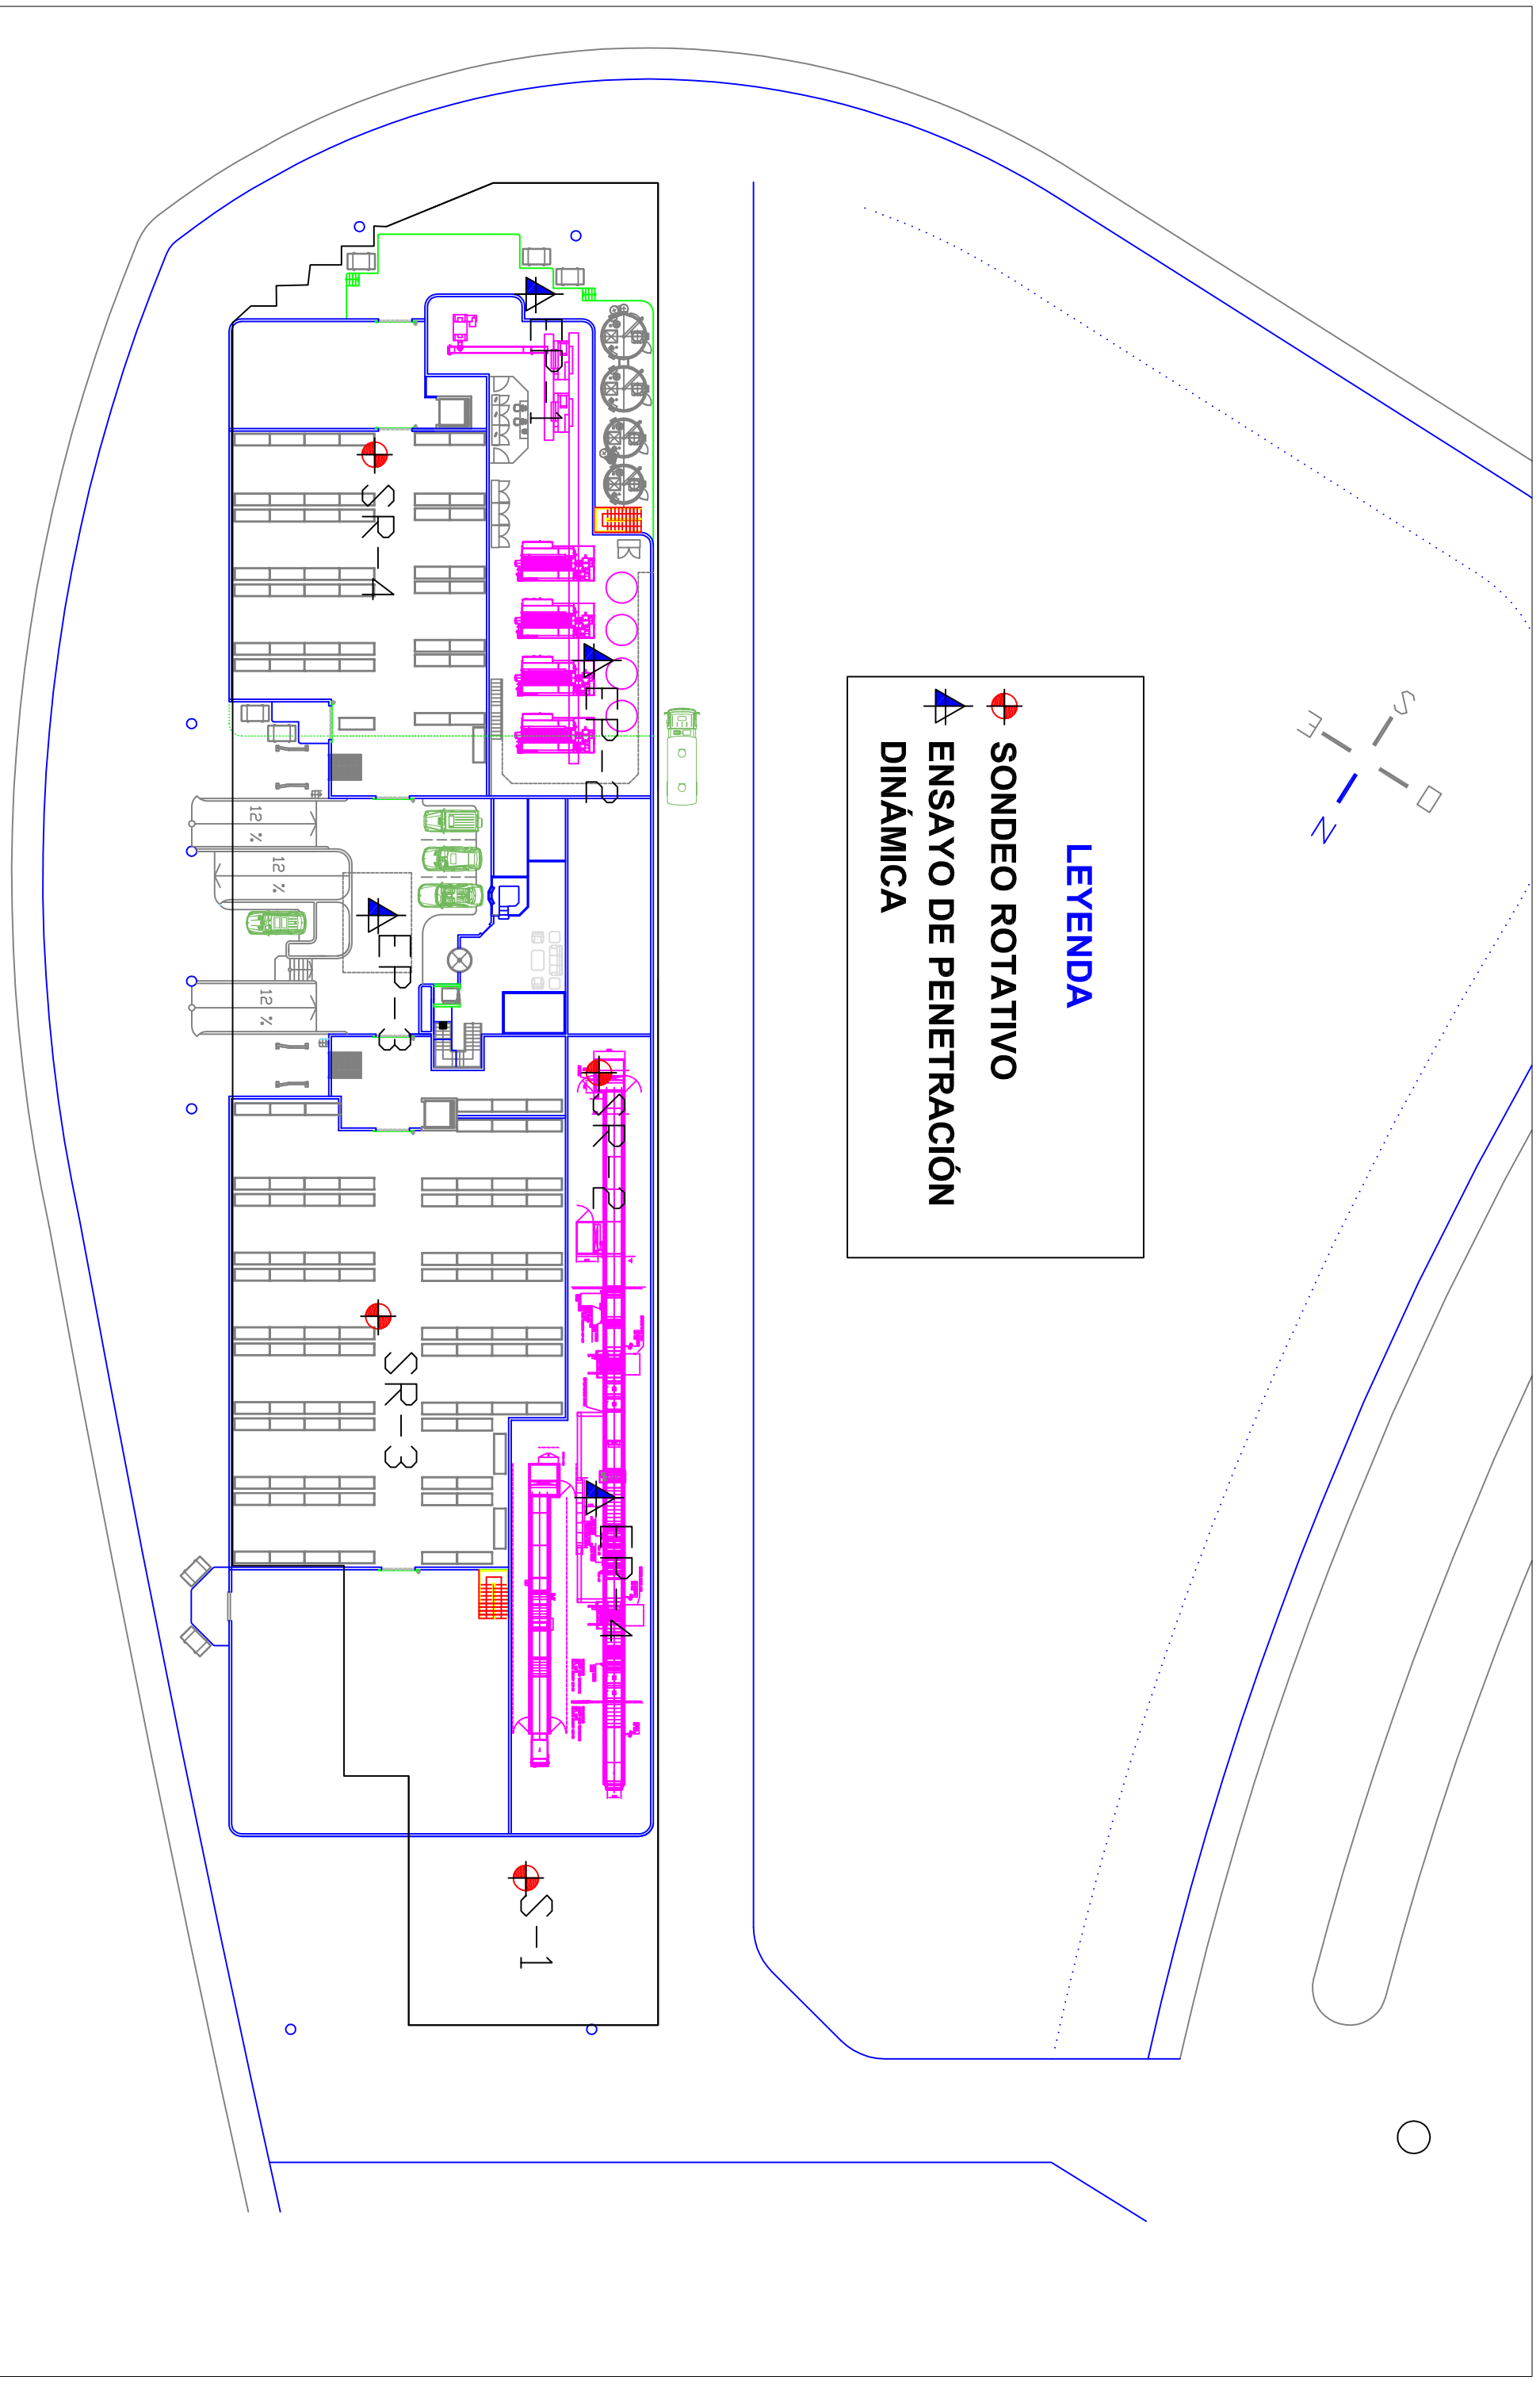 LEYENDA
SONDEO ROTATIVO
ENSAYO DE PENETRACIÓN
DINÁMICA
N
S
E
O
EP-1
EP-2
EP-3
EP-4
SR-4
SR-2
SR-3
S-1
12 %
12 %
12 %